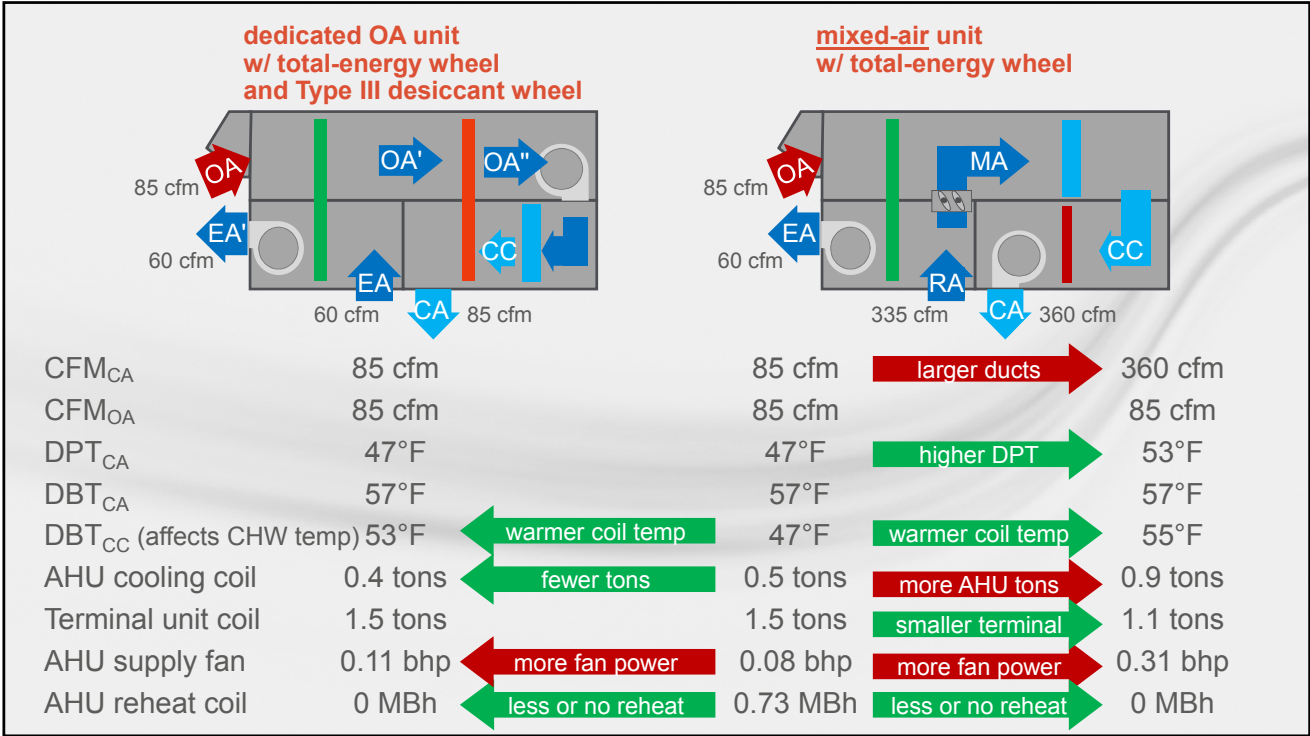 dedicated OA unit
w/ total-energy wheel
and Type III desiccant wheel
mixed-air unit
w/ total-energy wheel
OA
OA'
OA"
85 cfm
EA'
CC
60 cfm
EA
60 cfm
CA
85 cfm
OA
MA
85 cfm
EA
CC
60 cfm
RA
335 cfm
CA
360 cfm
CFMCA 85 cfm 85 cfm larger ducts 360 cfm
CFMOA 85 cfm 85 cfm 85 cfm
DPTCA 47°F 47°F higher DPT 53°F
DBTCA 57°F 57°F 57°F
DBTCC (affects CHW temp) 53°F warmer coil temp 47°F warmer coil temp 55°F
AHU cooling coil 0.4 tons fewer tons 0.5 tons more AHU tons 0.9 tons
Terminal unit coil 1.5 tons 1.5 tons smaller terminal 1.1 tons
AHU supply fan 0.11 bhp more fan power 0.08 bhp more fan power 0.31 bhp
AHU reheat coil 0 MBh less or no reheat 0.73 MBh less or no reheat 0 MBh